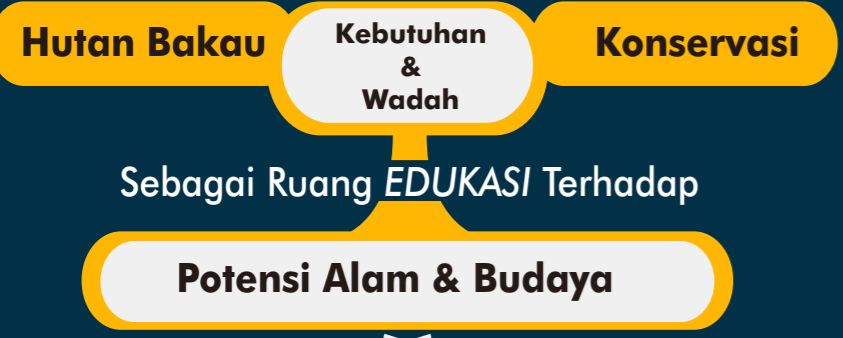 Hutan Bakau
Kebutuhan
&
Wadah
Konservasi
Sebagai Ruang EDUKASI Terhadap
Potensi Alam & Budaya